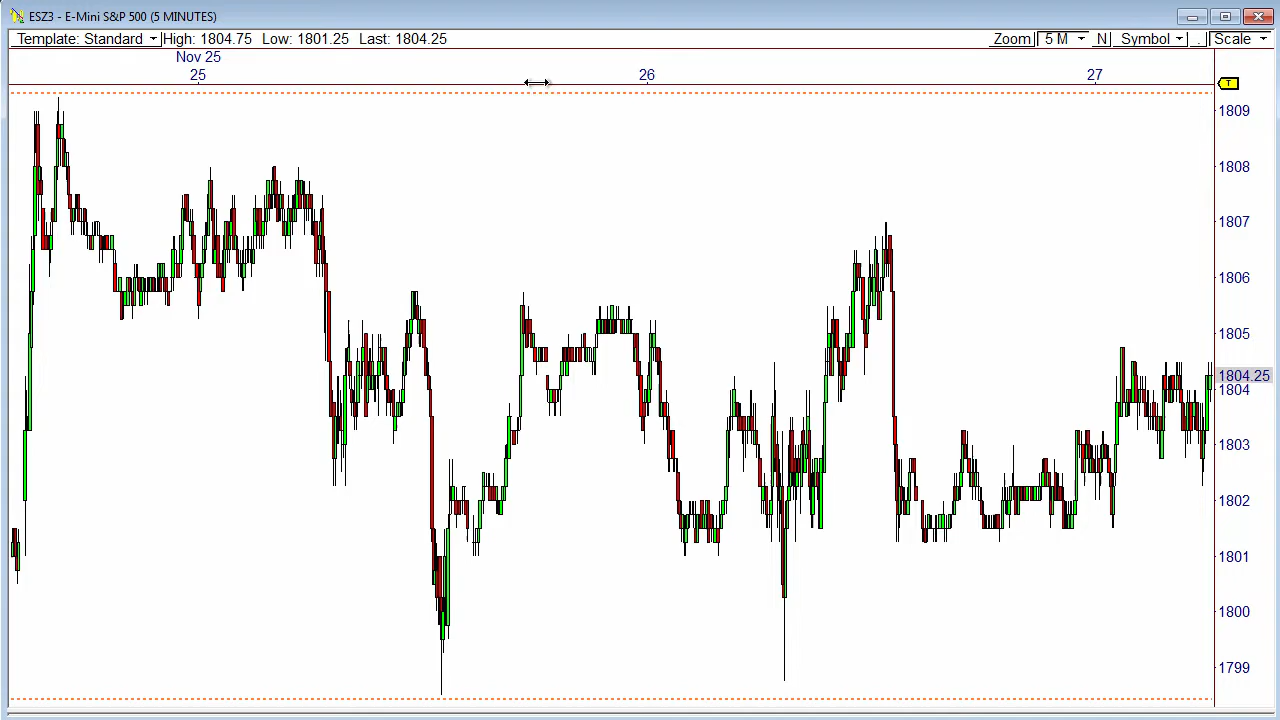 ESZ3 - E-Mini S&P 500 (5 MINUTES)
Template: Standard High: 1804.75 Low: 1801.25 Last: 1804.25 Zoom 5 M N Symbol . Scale
Nov 25
25 26 27
T
1809
1808
1807
1806
1805
1804.25
1804
1803
1802
1801
1800
1799